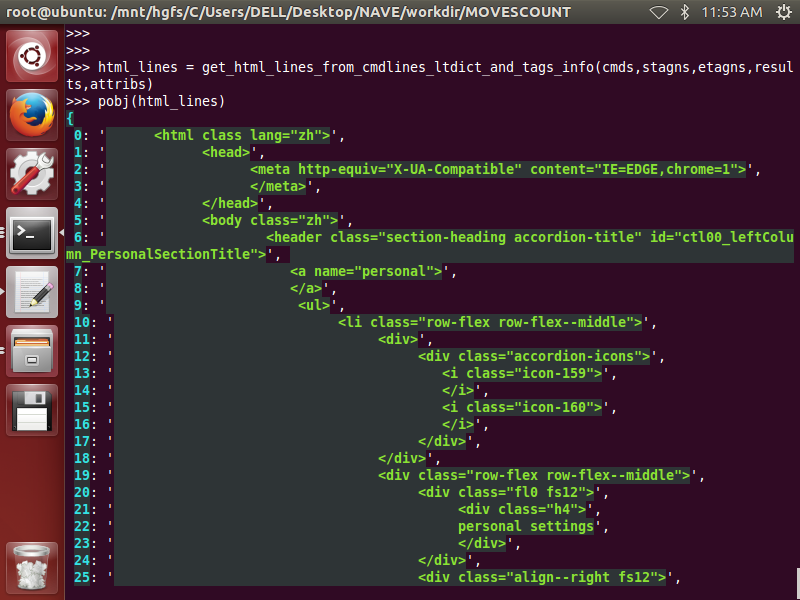 root@ubuntu: /mnt/hgfs/C/Users/DELL/Desktop/NAVE/workdir/MOVESCOUNT
11:53 AM
>>>
>>>
>>> html_lines = get_html_lines_from_cmdlines_ltdict_and_tags_info(cmds,stagns,etagns,resul
ts,attribs)
>>> pobj(html_lines)
{
0: '      <html class lang="zh">',
1: '            <head>',
2: '                  <meta http-equiv="X-UA-Compatible" content="IE=EDGE,chrome=1">',
3: '                  </meta>',
4: '            </head>',
5: '            <body class="zh">',
6: '                    <header class="section-heading accordion-title" id="ctl00_leftColu
mn_PersonalSectionTitle">',
7: '                       <a name="personal">',
8: '                       </a>',
9: '                        <ul>',
10: '                            <li class="row-flex row-flex--middle">',
11: '                                 <div>',
12: '                                      <div class="accordion-icons">',
13: '                                         <i class="icon-159">',
14: '                                         </i>',
15: '                                         <i class="icon-160">',
16: '                                         </i>',
17: '                                      </div>',
18: '                                 </div>',
19: '                                 <div class="row-flex row-flex--middle">',
20: '                                      <div class="fl0 fs12">',
21: '                                           <div class="h4">',
22: '                                           personal settings',
23: '                                           </div>',
24: '                                      </div>',
25: '                                      <div class="align--right fs12">',